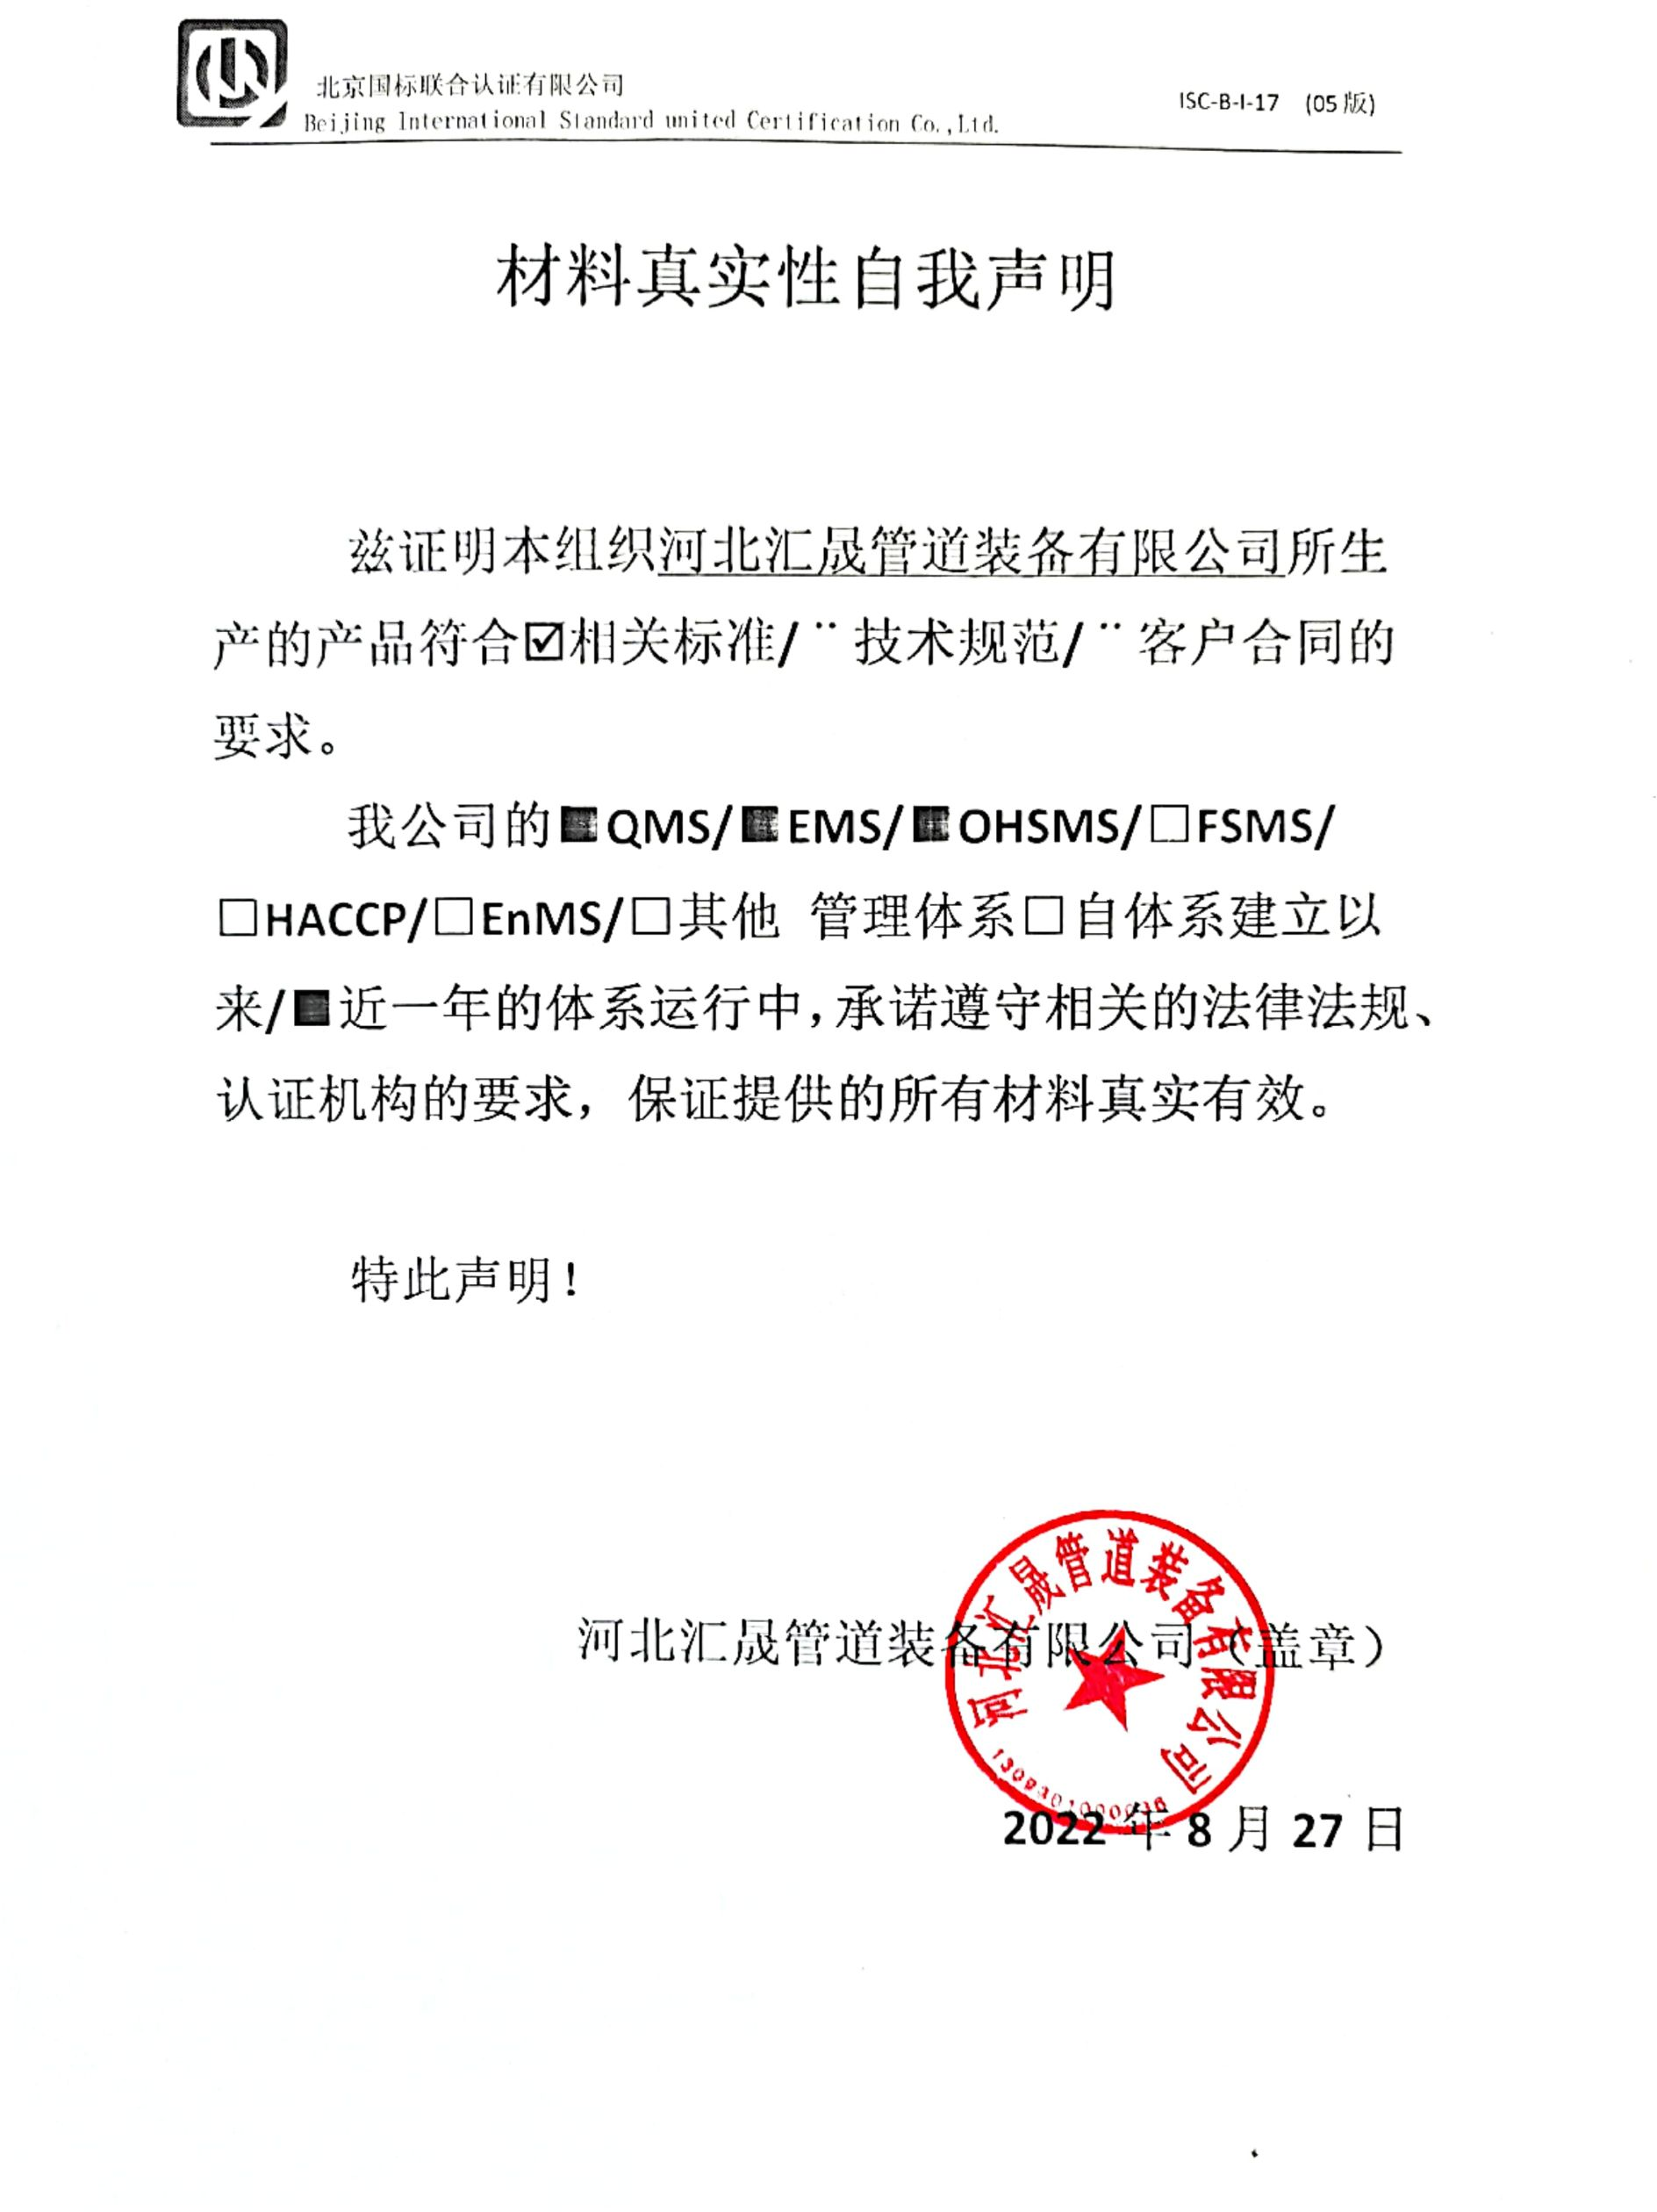 北京国标联合认证有限公司
Beijing International Standard united Certification Co.,Ltd.
ISC-B-I-17 (05版)
材料真实性自我声明
兹证明本组织河北汇晟管道装备有限公司所生
产的产品符合☑相关标准/¨技术规范/¨客户合同的
要求。
我公司的■QMS/■EMS/■OHSMS/□FSMS/
□HACCP/□EnMS/□其他 管理体系□自体系建立以
来/■近一年的体系运行中,承诺遵守相关的法律法规、
认证机构的要求，保证提供的所有材料真实有效。
特此声明！
河北汇晟管道装备有限公司（盖章）
河北汇晟管道装备有限公司
2022 年 8 月 27 日